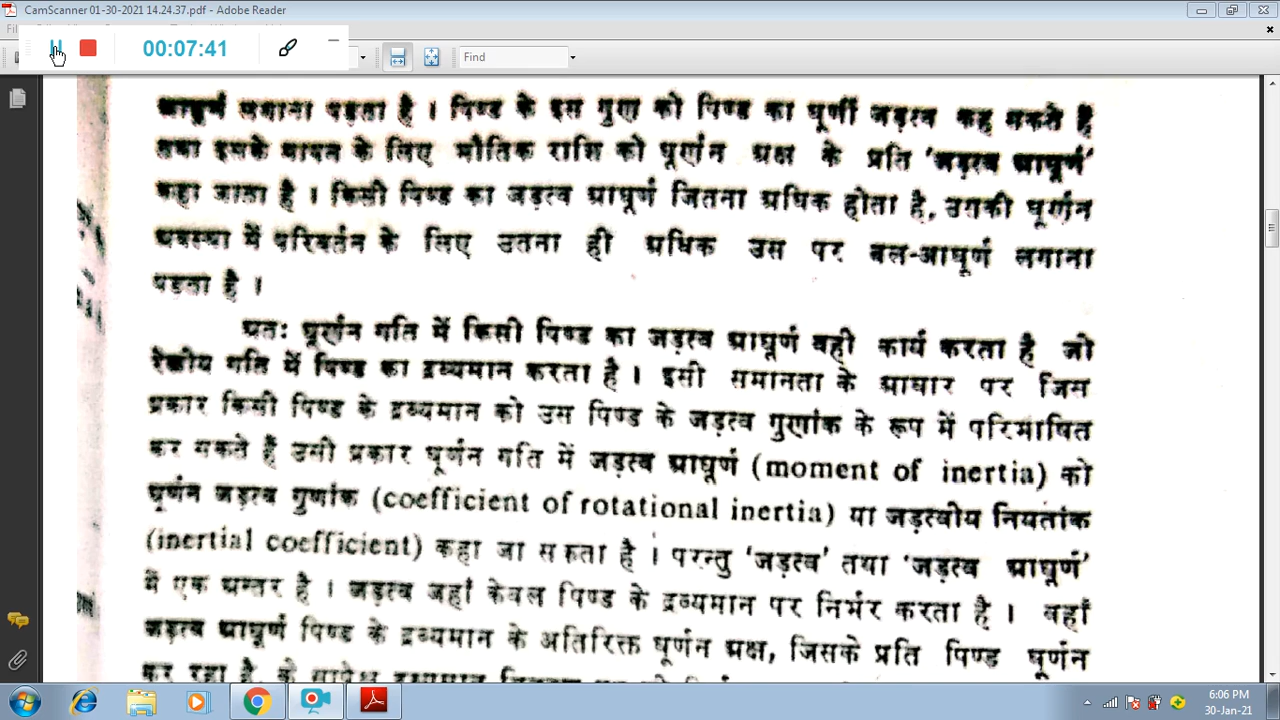 CamScanner 01-30-2021 14.24.37.pdf - Adobe Reader
00:07:41
Find
आघूर्ण लगाना पड़ता है । पिण्ड के इस गुण को पिण्ड का घूर्णी जड़त्व कह सकते हैं
तथा इसके मापन के लिए भौतिक राशि को घूर्णन अक्ष के प्रति 'जड़त्व आघूर्ण'
कहा जाता है । किसी पिण्ड का जड़त्व आघूर्ण जितना अधिक होता है, उसकी घूर्णन
अवस्था में परिवर्तन के लिए उतना ही अधिक उस पर बल-आघूर्ण लगाना
पड़ता है ।
अतः घूर्णन गति में किसी पिण्ड का जड़त्व आघूर्ण वही कार्य करता है जो
रैखीय गति में पिण्ड का द्रव्यमान करता है । इसी समानता के आधार पर जिस
प्रकार किसी पिण्ड के द्रव्यमान को उस पिण्ड के जड़त्व गुणांक के रूप में परिभाषित
कर सकते हैं उसी प्रकार घूर्णन गति में जड़त्व आघूर्ण (moment of inertia) को
घूर्णन जड़त्व गुणांक (coefficient of rotational inertia) या जड़त्वीय नियतांक
(inertial coefficient) कहा जा सकता है । परन्तु 'जड़त्व' तथा 'जड़त्व आघूर्ण'
में एक अन्तर है । जड़त्व जहाँ केवल पिण्ड के द्रव्यमान पर निर्भर करता है । वहाँ
जड़त्व आघूर्ण पिण्ड के द्रव्यमान के अतिरिक्त घूर्णन अक्ष, जिसके प्रति पिण्ड घूर्णन
कर रहा है, के सापेक्ष द्रव्यमान
6:06 PM
30-Jan-21